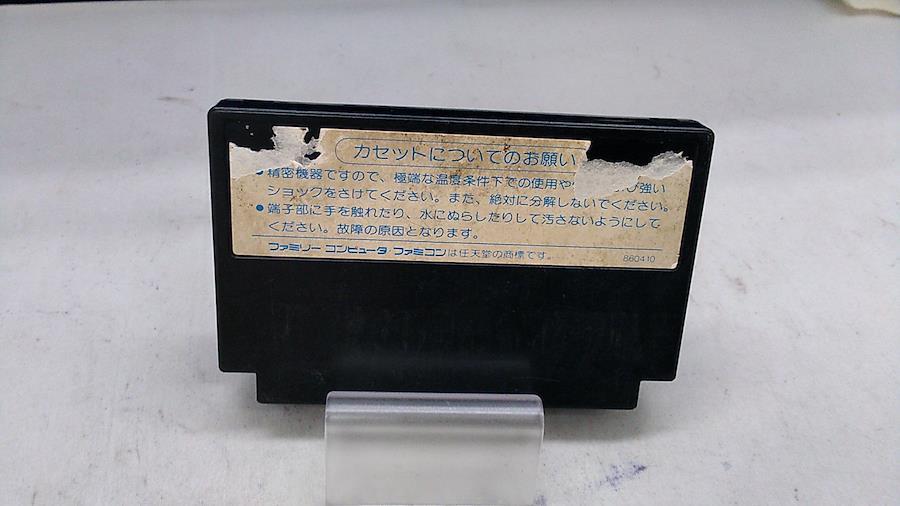 カセットについてのお願い
●精密機器ですので、極端な温度条件下での使用や 強い
ショックをさけてください。また、絶対に分解しないでください。
●端子部に手を触れたり、水にぬらしたりして汚さないようにして
ください。故障の原因となります。
ファミリー コンピュータ・ファミコンは任天堂の商標です。 860410